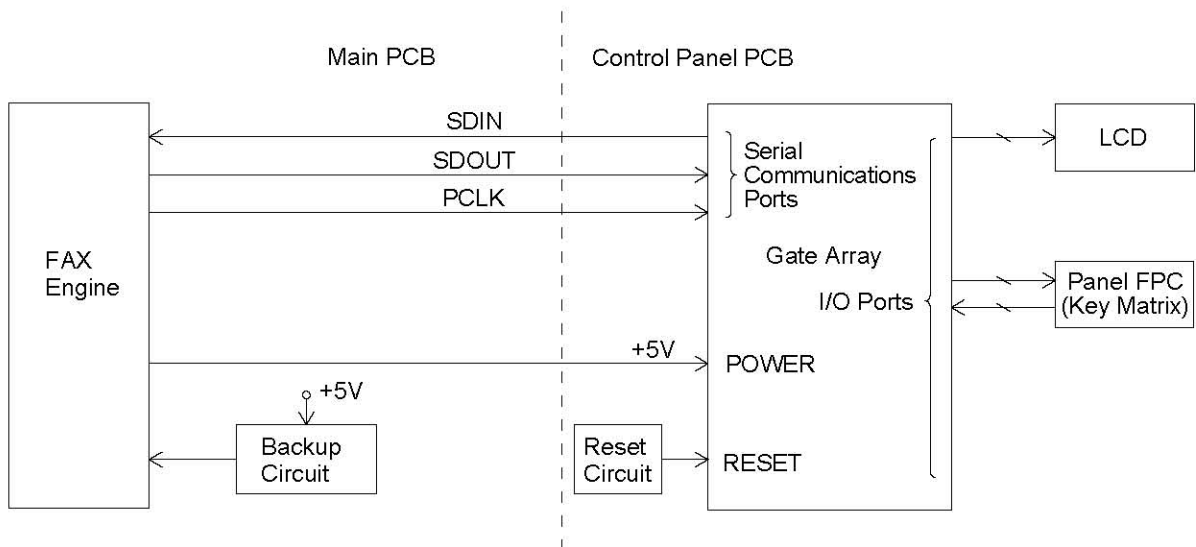 Main PCB
Control Panel PCB
SDIN
SDOUT
PCLK
Serial
Communications
Ports
LCD
FAX
Engine
Gate Array
I/O Ports
Panel FPC
(Key Matrix)
+5V
POWER
+5V
Backup
Circuit
Reset
Circuit
RESET